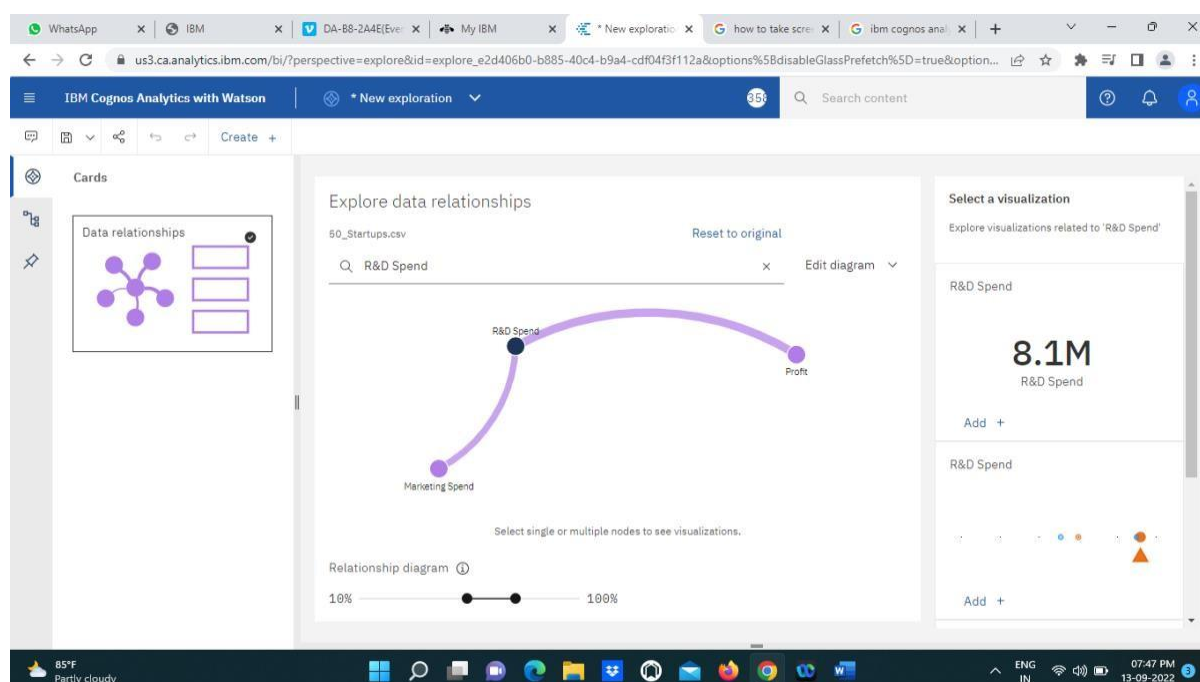 WhatsApp
IBM
DA-B8-2A4E(Ever
My IBM
* New exploratio
how to take scre
ibm cognos anal
us3.ca.analytics.ibm.com/bi/?perspective=explore&id=explore_e2d406b0-b885-40c4-b9a4-cdf04f3f112a&options%5BdisableGlassPrefetch%5D=true&option...
IBM Cognos Analytics with Watson
* New exploration
358
Search content
Create +
Cards
Data relationships
Explore data relationships
50_Startups.csv
Reset to original
R&D Spend
Edit diagram
R&D Spend
Profit
Marketing Spend
Select single or multiple nodes to see visualizations.
Relationship diagram
10%
100%
Select a visualization
Explore visualizations related to 'R&D Spend'
R&D Spend
8.1M
R&D Spend
Add +
R&D Spend
Add +
85°F
Partly cloudy
ENG
IN
07:47 PM
13-09-2022
3